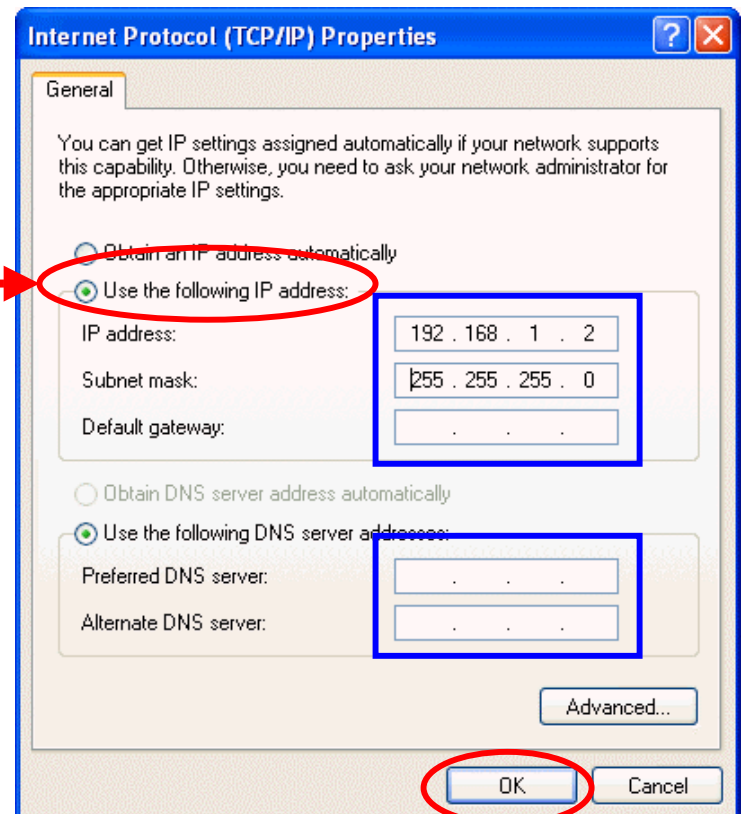 Internet Protocol (TCP/IP) Properties
General
You can get IP settings assigned automatically if your network supports
this capability. Otherwise, you need to ask your network administrator for
the appropriate IP settings.
Obtain an IP address automatically
Use the following IP address:
IP address: 192 . 168 . 1 . 2
Subnet mask: 255 . 255 . 255 . 0
Default gateway: . . .
Obtain DNS server address automatically
Use the following DNS server addresses:
Preferred DNS server: . . .
Alternate DNS server: . . .
Advanced...
OK Cancel